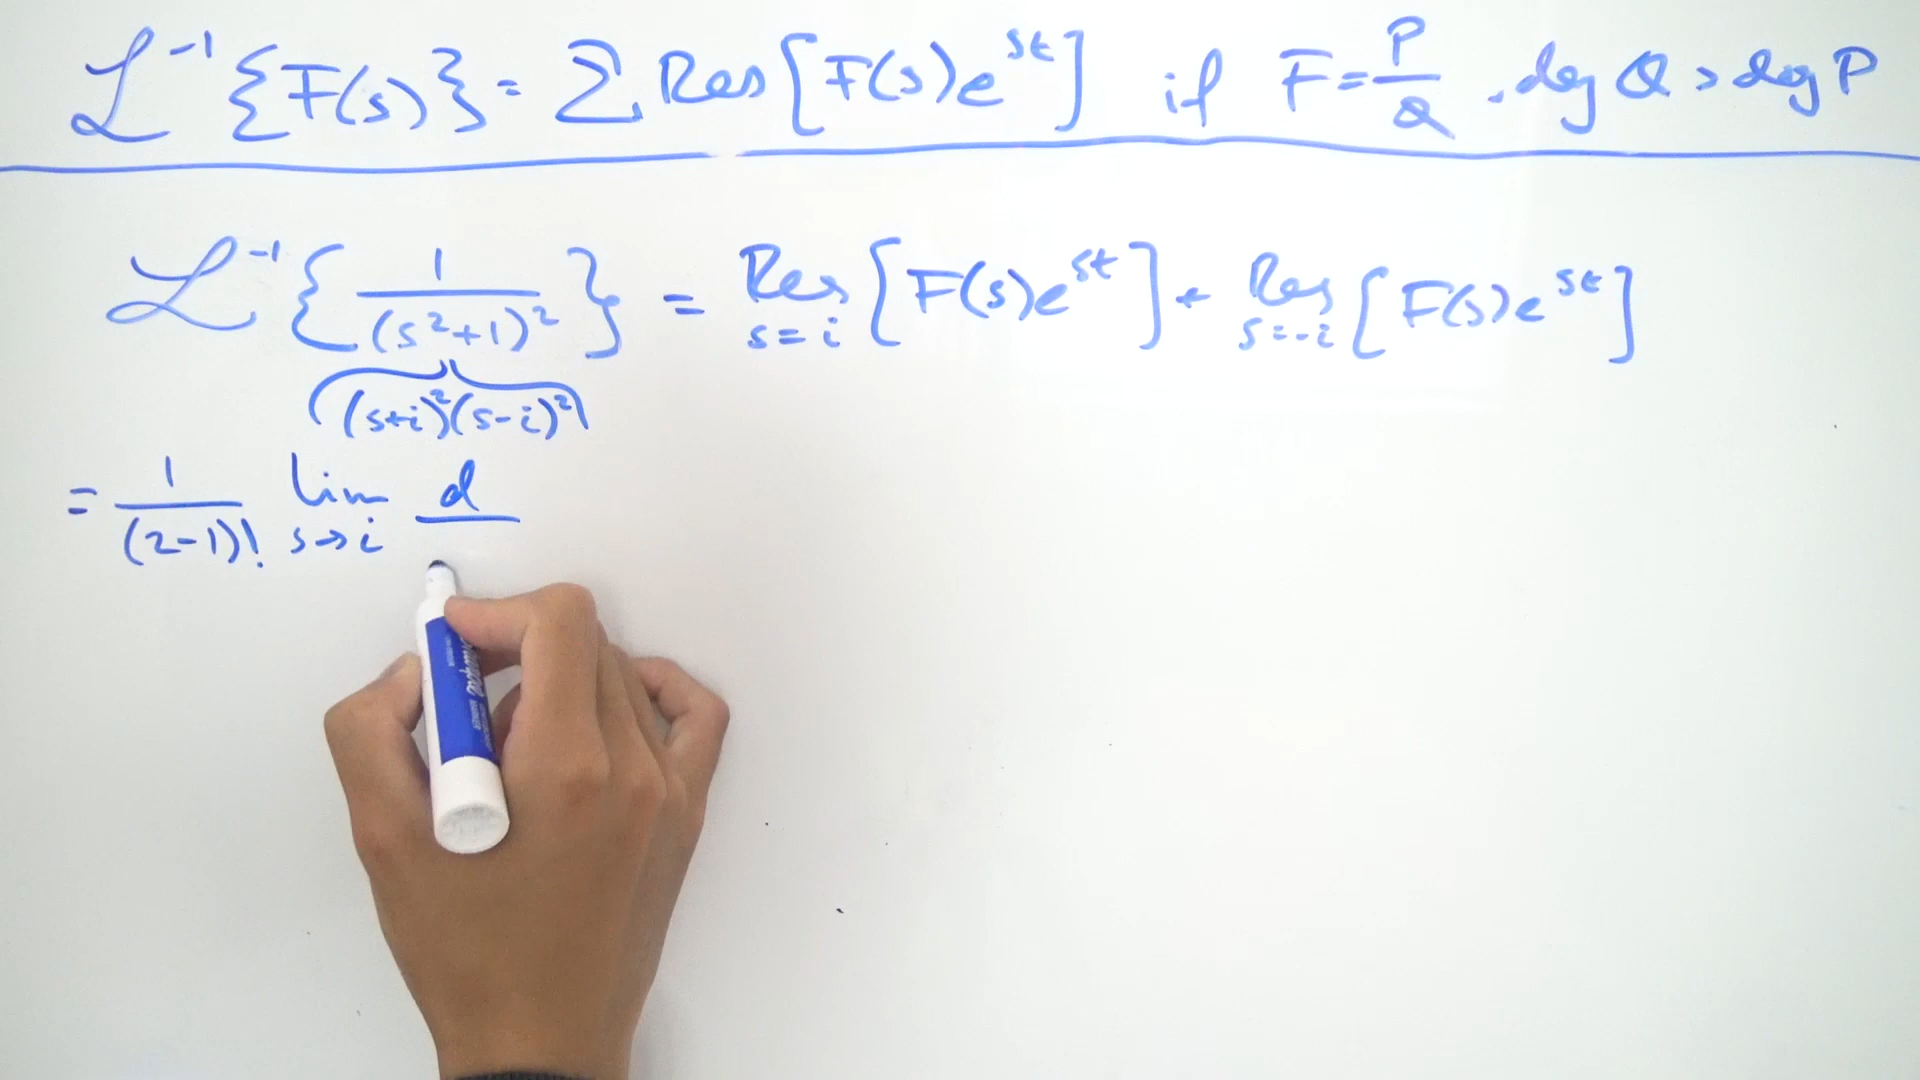 ℒ⁻¹{F(s)} = ∑ Res[F(s)e^{st}] if F = P/Q , deg Q > deg P
ℒ⁻¹{1/(s²+1)²} = Res_{s=i} [F(s)e^{st}] + Res_{s=-i} [F(s)e^{st}]
(s+i)²(s-i)²
= 1/(2-1)! lim_{s→i} d